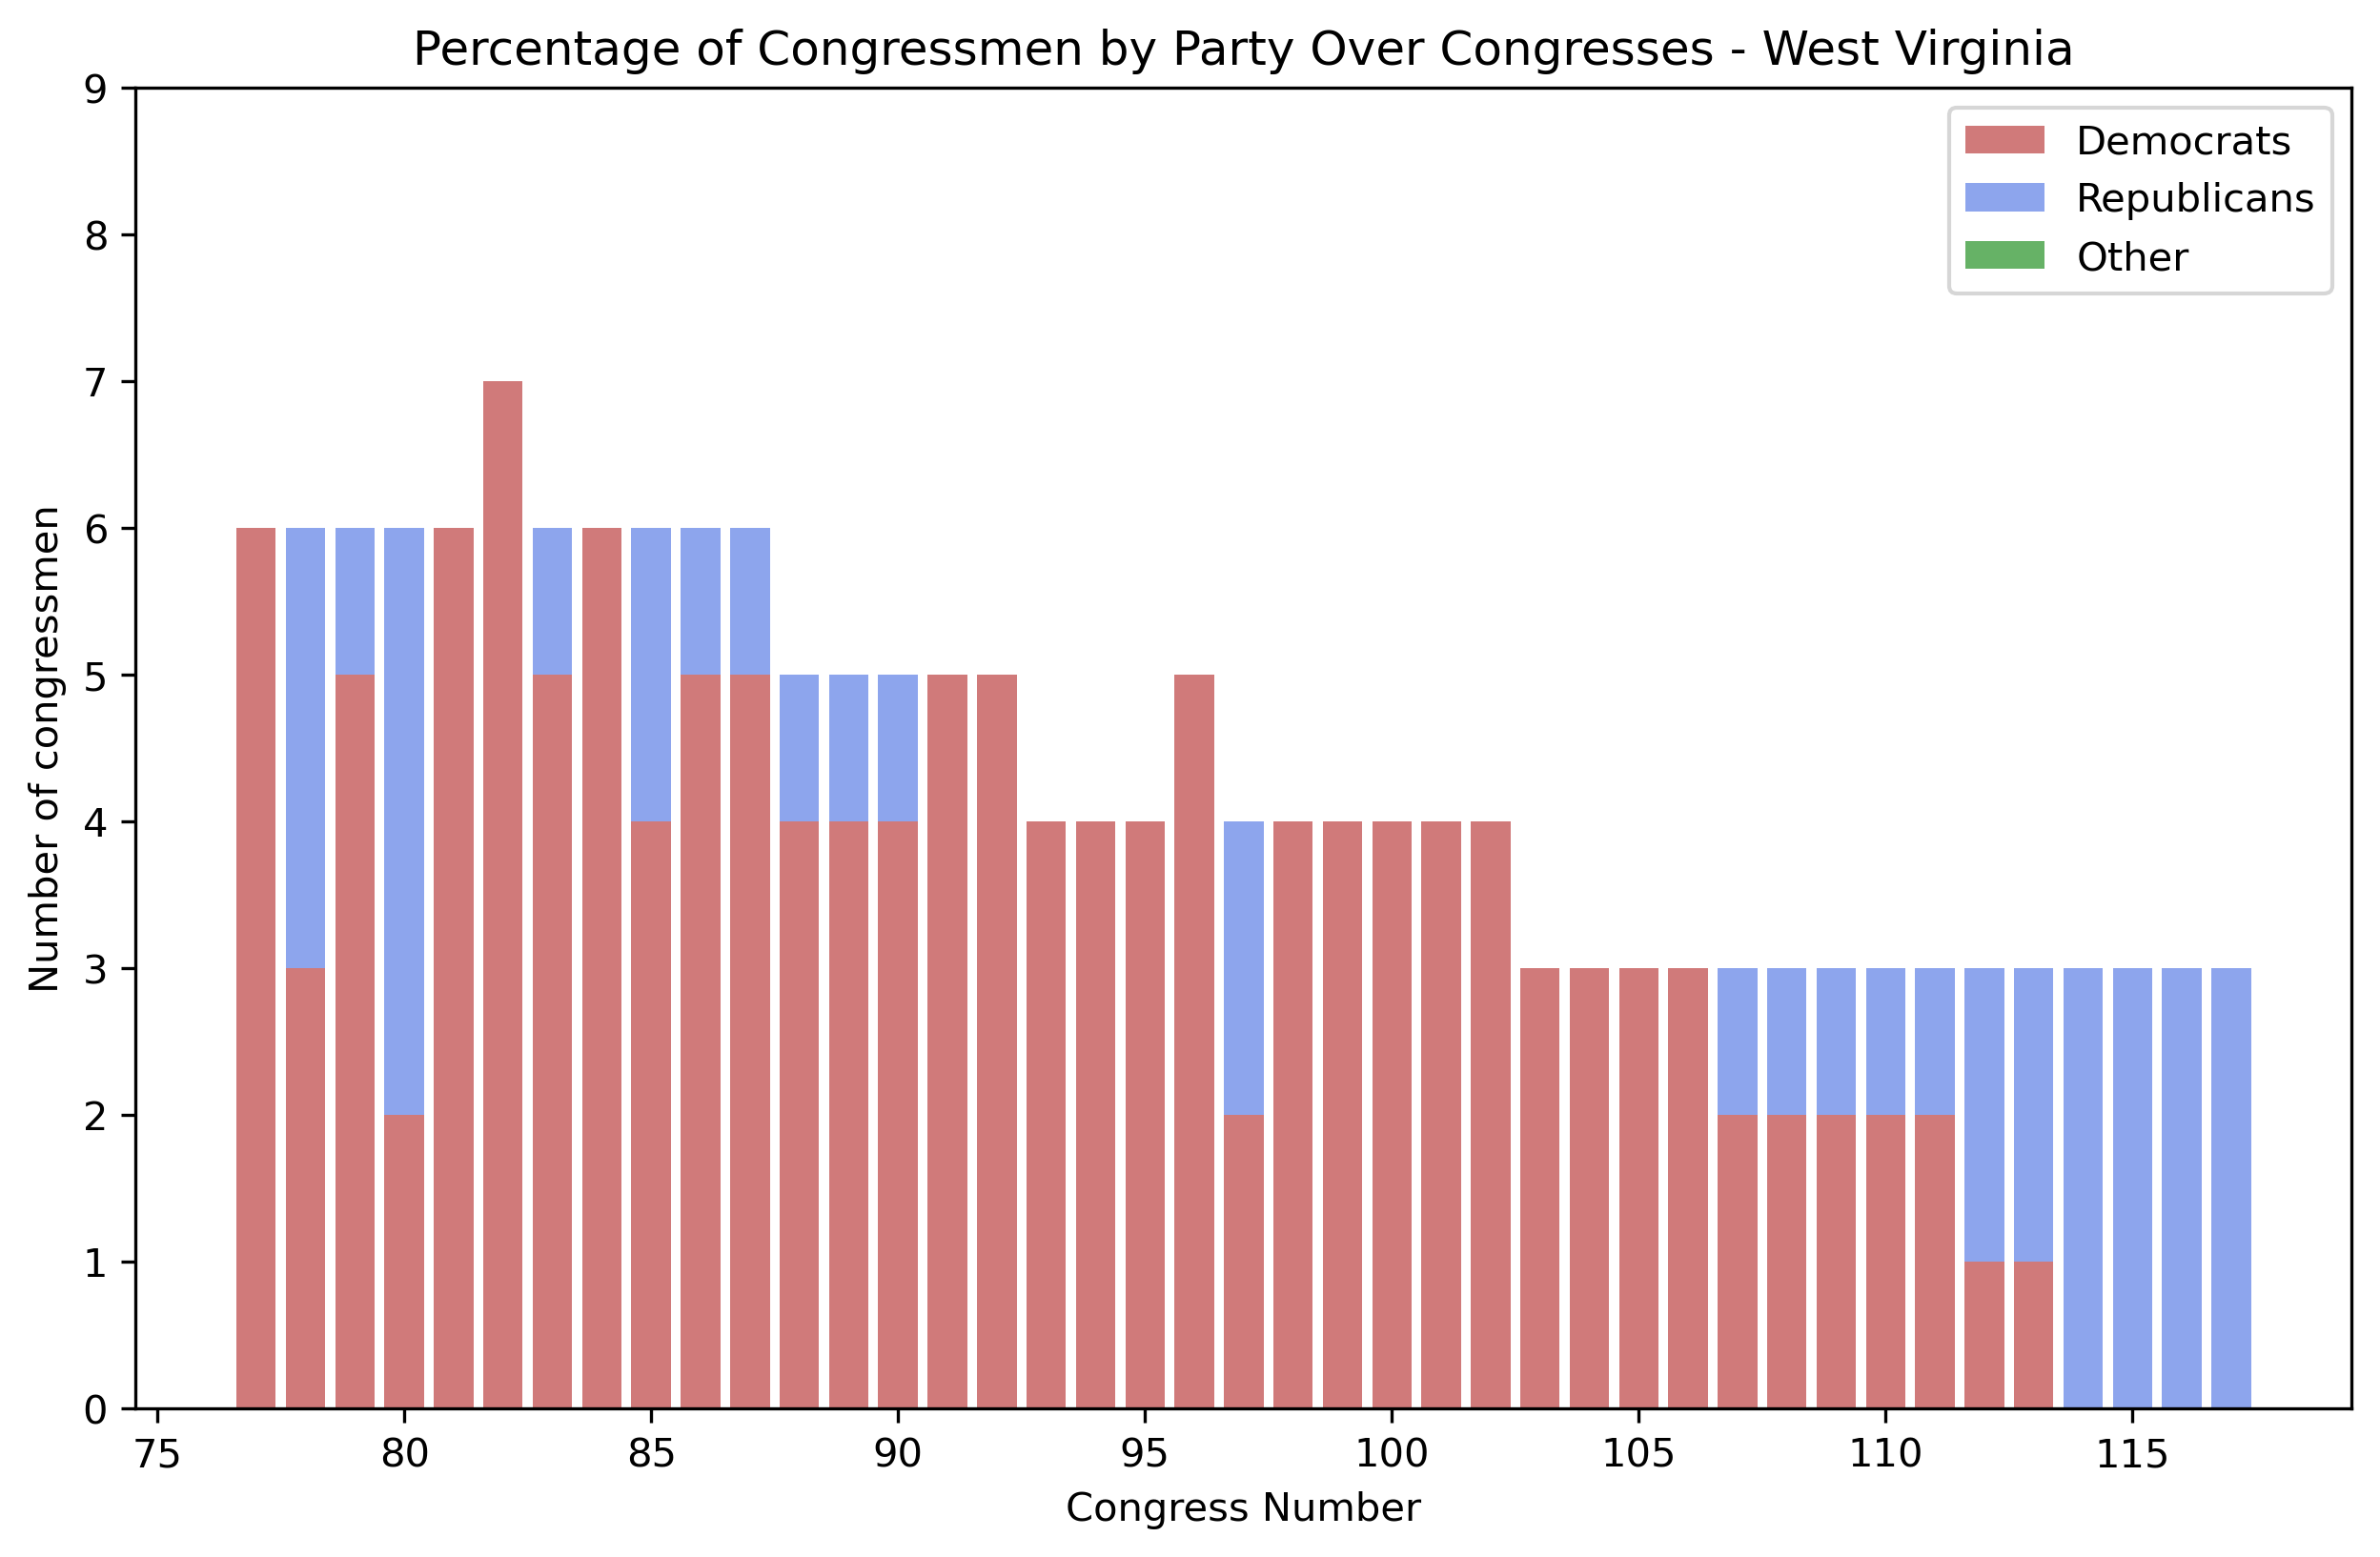 Percentage of Congressmen by Party Over Congresses - West Virginia
9
8
7
6
5
4
3
2
1
0
Number of congressmen
Democrats
Republicans
Other
75 80 85 90 95 100 105 110 115
Congress Number